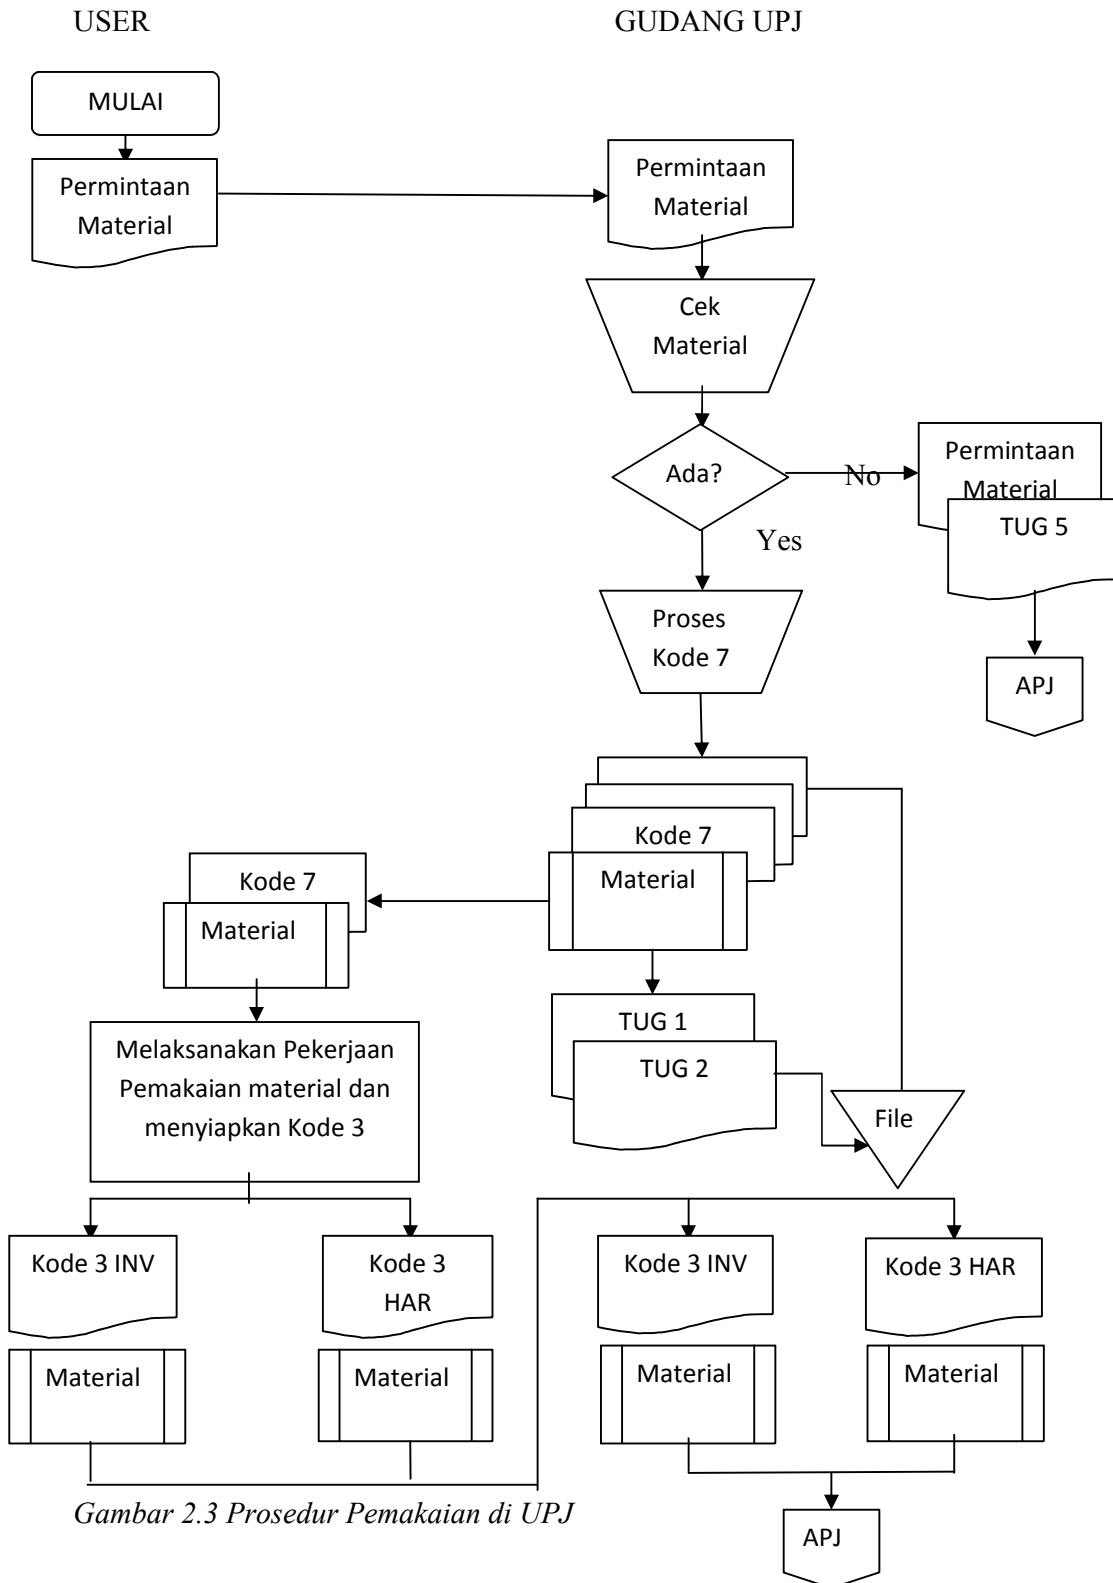 USER
GUDANG UPJ
MULAI
Permintaan
Material
Permintaan
Material
Cek
Material
Ada?
No
Permintaan
Material
TUG 5
Yes
Proses
Kode 7
APJ
Kode 7
Material
Kode 7
Material
TUG 1
TUG 2
File
Melaksanakan Pekerjaan
Pemakaian material dan
menyiapkan Kode 3
Kode 3 INV
Kode 3
HAR
Kode 3 INV
Kode 3 HAR
Material
Material
Material
Material
Gambar 2.3 Prosedur Pemakaian di UPJ
APJ